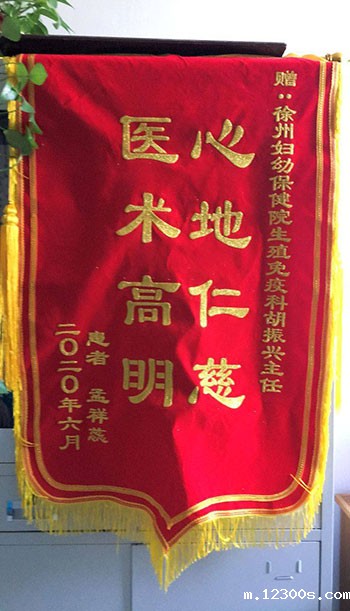 赠:徐州妇幼保健院生殖免疫科胡振兴主任
心地仁慈
医术高明
患者 孟祥蕊
二〇二〇年六月
m.12300s.com